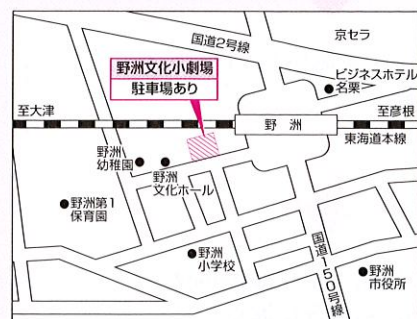 国道2号線
京セラ
野洲文化小劇場
駐車場あり
ビジネスホテル
名栗
至大津
至彦根
野洲
東海道本線
野洲
幼稚園
野洲
文化ホール
野洲第1
保育園
野洲
小学校
国道150号線
野洲
市役所